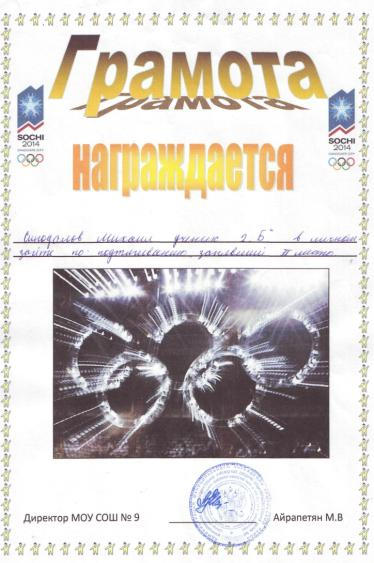 Грамота
SOCHI
2014
SOCHI
2014
награждается
Михаил ученик 2 "Б" в личном
зачёте по подтягиванию занявший II место
Директор МОУ СОШ № 9 Айрапетян М.В